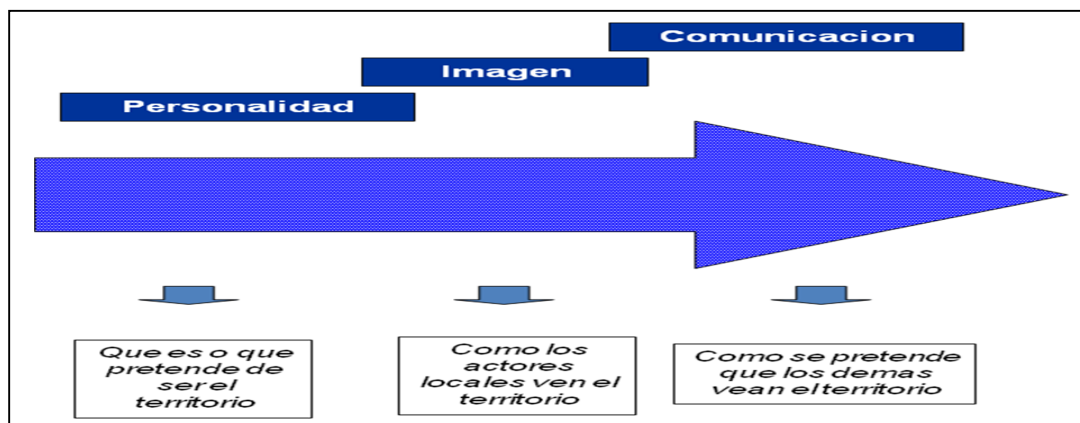 Comunicacion
Imagen
Personalidad
Que es o que
pretende de
ser el
territorio
Como los
actores
locales ven el
territorio
Como se pretende
que los demas
vean el territorio